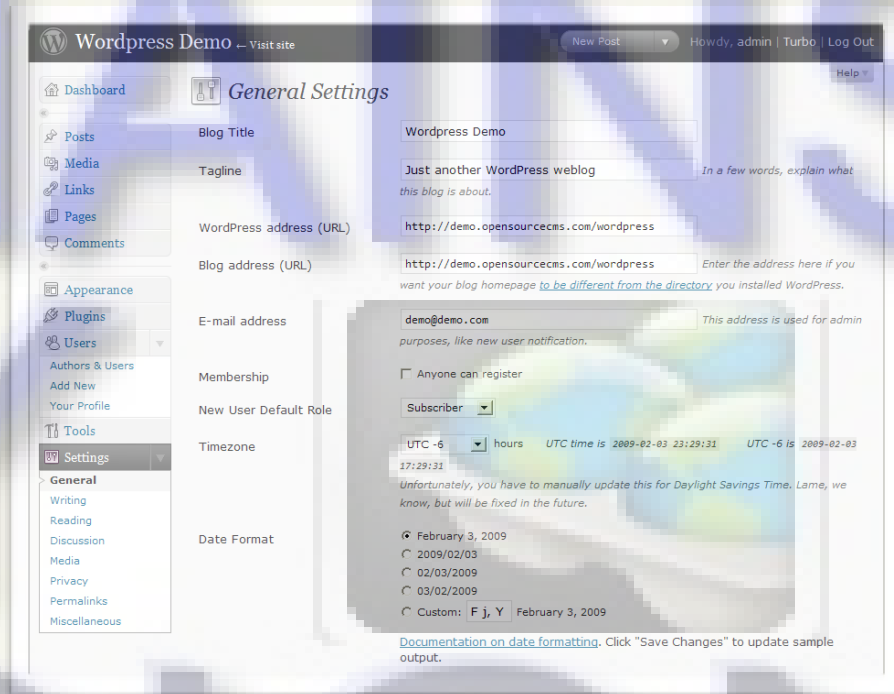 Wordpress Demo ← Visit site
New Post
Howdy, admin | Turbo | Log Out
Help
Dashboard
Posts
Media
Links
Pages
Comments
Appearance
Plugins
Users
Authors & Users
Add New
Your Profile
Tools
Settings
General
Writing
Reading
Discussion
Media
Privacy
Permalinks
Miscellaneous
General Settings
Blog Title Wordpress Demo
Tagline Just another WordPress weblog In a few words, explain what
this blog is about.
WordPress address (URL) http://demo.opensourcecms.com/wordpress
Blog address (URL) http://demo.opensourcecms.com/wordpress Enter the address here if you
want your blog homepage to be different from the directory you installed WordPress.
E-mail address demo@demo.com This address is used for admin
purposes, like new user notification.
Membership Anyone can register
New User Default Role Subscriber
Timezone UTC -6 hours UTC time is 2009-02-03 23:29:31 UTC -6 is 2009-02-03
17:29:31
Unfortunately, you have to manually update this for Daylight Savings Time. Lame, we
know, but will be fixed in the future.
Date Format February 3, 2009
2009/02/03
02/03/2009
03/02/2009
Custom: F j, Y February 3, 2009
Documentation on date formatting. Click "Save Changes" to update sample
output.